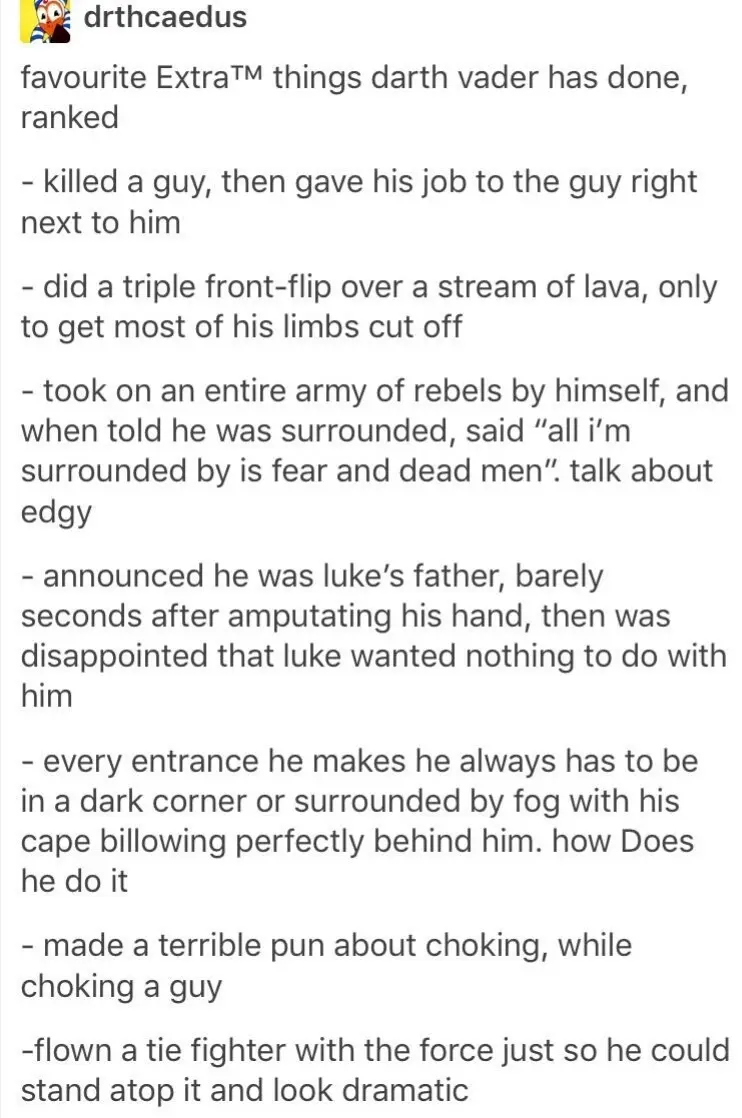 drthcaedus
favourite Extra™ things darth vader has done,
ranked
- killed a guy, then gave his job to the guy right
next to him
- did a triple front-flip over a stream of lava, only
to get most of his limbs cut off
- took on an entire army of rebels by himself, and
when told he was surrounded, said “all i’m
surrounded by is fear and dead men”. talk about
edgy
- announced he was luke’s father, barely
seconds after amputating his hand, then was
disappointed that luke wanted nothing to do with
him
- every entrance he makes he always has to be
in a dark corner or surrounded by fog with his
cape billowing perfectly behind him. how Does
he do it
- made a terrible pun about choking, while
choking a guy
-flown a tie fighter with the force just so he could
stand atop it and look dramatic